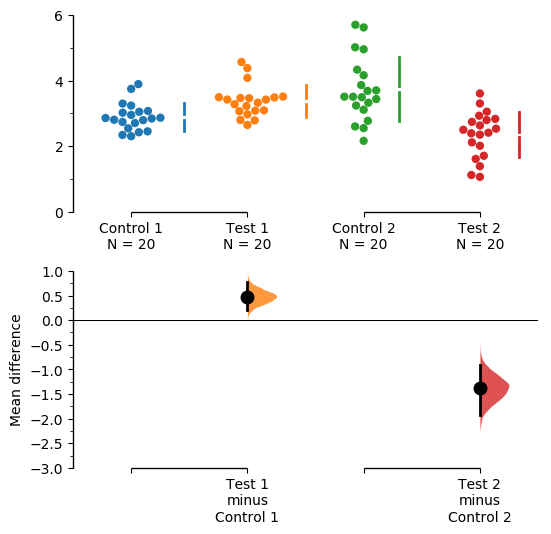 6
4
2
0
Control 1
N = 20
Test 1
N = 20
Control 2
N = 20
Test 2
N = 20
Mean difference
1.0
0.5
0.0
−0.5
−1.0
−1.5
−2.0
−2.5
−3.0
Test 1
minus
Control 1
Test 2
minus
Control 2